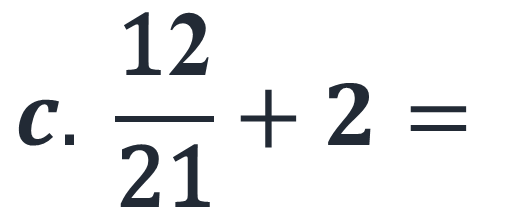 c. 12/21 + 2 =